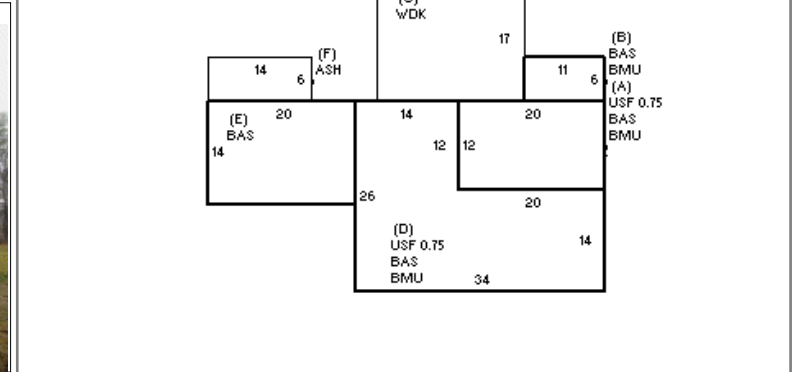 (C)
WDK
17
(B)
BAS
BMU
11
6
(F)
ASH
14
6
(A)
USF 0.75
BAS
BMU
20
(E)
BAS
14
20
14
12
12
26
20
14
(D)
USF 0.75
BAS
BMU
34